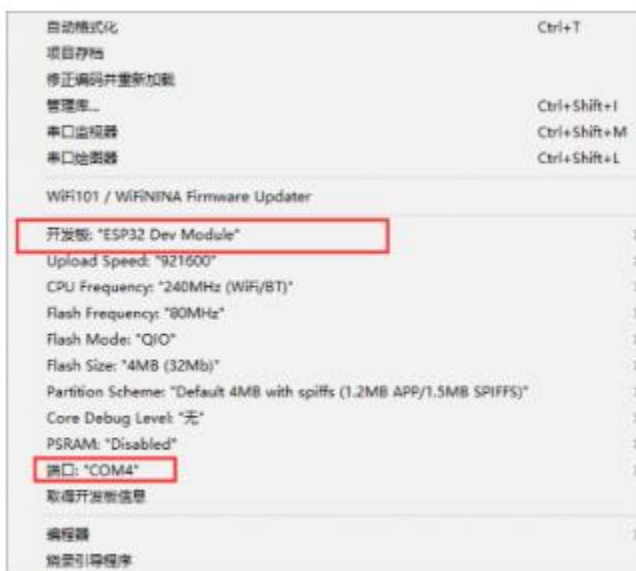 自动格式化 Ctrl+T
项目存档
修正编码并重新加载
管理库... Ctrl+Shift+I
串口监视器 Ctrl+Shift+M
串口绘图器 Ctrl+Shift+L
WiFi101 / WiFiNINA Firmware Updater
开发板: "ESP32 Dev Module"
Upload Speed: "921600"
CPU Frequency: "240MHz (WiFi/BT)"
Flash Frequency: "80MHz"
Flash Mode: "QIO"
Flash Size: "4MB (32Mb)"
Partition Scheme: "Default 4MB with spiffs (1.2MB APP/1.5MB SPIFFS)"
Core Debug Level: "无"
PSRAM: "Disabled"
端口: "COM4"
取得开发板信息
编程器
烧录引导程序